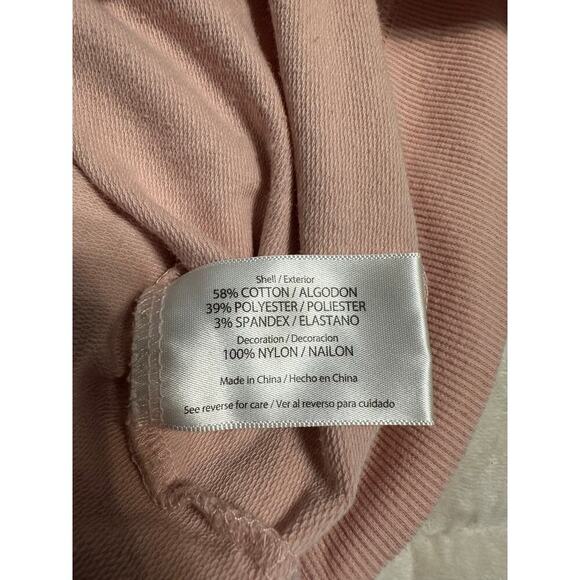 Shell / Exterior
58% COTTON / ALGODON
39% POLYESTER / POLIESTER
3% SPANDEX / ELASTANO
Decoration / Decoracion
100% NYLON / NAILON
Made in China / Hecho en China
See reverse for care / Ver al reverso para cuidado